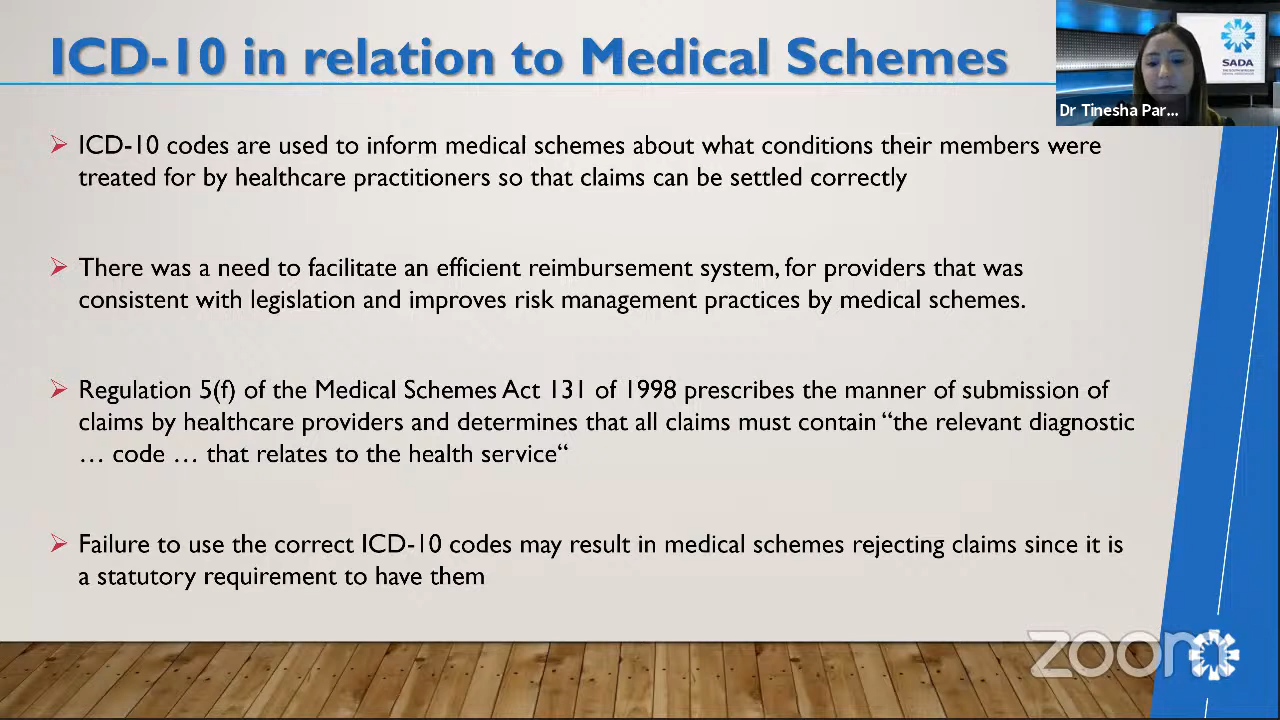 ICD-10 in relation to Medical Schemes
SADA
Dr Tinesha Par...
➢ ICD-10 codes are used to inform medical schemes about what conditions their members were
treated for by healthcare practitioners so that claims can be settled correctly
➢ There was a need to facilitate an efficient reimbursement system, for providers that was
consistent with legislation and improves risk management practices by medical schemes.
➢ Regulation 5(f) of the Medical Schemes Act 131 of 1998 prescribes the manner of submission of
claims by healthcare providers and determines that all claims must contain “the relevant diagnostic
… code … that relates to the health service“
➢ Failure to use the correct ICD-10 codes may result in medical schemes rejecting claims since it is
a statutory requirement to have them
zoom